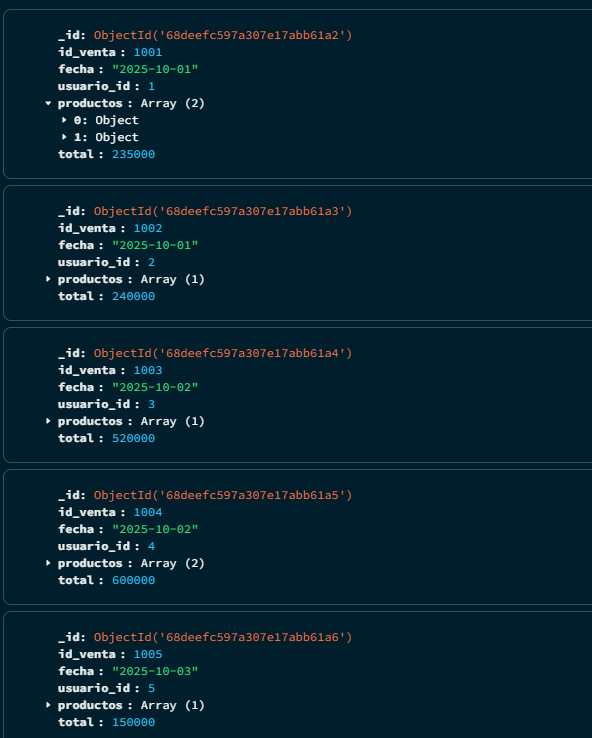 _id: ObjectId('68deefc597a307e17abb61a2')
id_venta : 1001
fecha : "2025-10-01"
usuario_id : 1
productos : Array (2)
0: Object
1: Object
total : 235000
_id: ObjectId('68deefc597a307e17abb61a3')
id_venta : 1002
fecha : "2025-10-01"
usuario_id : 2
productos : Array (1)
total : 240000
_id: ObjectId('68deefc597a307e17abb61a4')
id_venta : 1003
fecha : "2025-10-02"
usuario_id : 3
productos : Array (1)
total : 520000
_id: ObjectId('68deefc597a307e17abb61a5')
id_venta : 1004
fecha : "2025-10-02"
usuario_id : 4
productos : Array (2)
total : 600000
_id: ObjectId('68deefc597a307e17abb61a6')
id_venta : 1005
fecha : "2025-10-03"
usuario_id : 5
productos : Array (1)
total : 150000